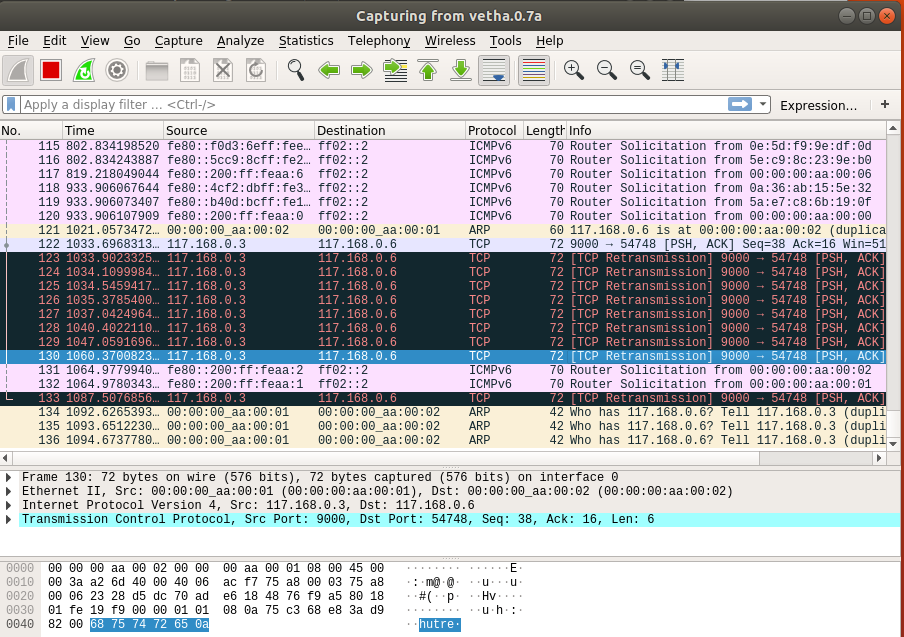 Capturing from vetha.0.7a
File Edit View Go Capture Analyze Statistics Telephony Wireless Tools Help
Apply a display filter ... <Ctrl-/> Expression... +
No. Time Source Destination Protocol Length Info
115 802.834198520 fe80::f0d3:6eff:fee… ff02::2 ICMPv6 70 Router Solicitation from 0e:5d:f9:9e:df:0d
116 802.834243887 fe80::5cc9:8cff:fe2… ff02::2 ICMPv6 70 Router Solicitation from 5e:c9:8c:23:9e:b0
117 819.218049044 fe80::200:ff:feaa:6 ff02::2 ICMPv6 70 Router Solicitation from 00:00:00:aa:00:06
118 933.906067644 fe80::4cf2:dbff:fe3… ff02::2 ICMPv6 70 Router Solicitation from 0a:36:ab:15:5e:32
119 933.906073407 fe80::b40d:bcff:fe1… ff02::2 ICMPv6 70 Router Solicitation from 5a:e7:c8:6b:19:0f
120 933.906107909 fe80::200:ff:feaa:0 ff02::2 ICMPv6 70 Router Solicitation from 00:00:00:aa:00:00
121 1021.0573472… 00:00:00_aa:00:02 00:00:00_aa:00:01 ARP 60 117.168.0.6 is at 00:00:00:aa:00:02 (duplica
122 1033.6968313… 117.168.0.3 117.168.0.6 TCP 72 9000 → 54748 [PSH, ACK] Seq=38 Ack=16 Win=51
123 1033.9023325… 117.168.0.3 117.168.0.6 TCP 72 [TCP Retransmission] 9000 → 54748 [PSH, ACK]
124 1034.1099984… 117.168.0.3 117.168.0.6 TCP 72 [TCP Retransmission] 9000 → 54748 [PSH, ACK]
125 1034.5459417… 117.168.0.3 117.168.0.6 TCP 72 [TCP Retransmission] 9000 → 54748 [PSH, ACK]
126 1035.3785400… 117.168.0.3 117.168.0.6 TCP 72 [TCP Retransmission] 9000 → 54748 [PSH, ACK]
127 1037.0424964… 117.168.0.3 117.168.0.6 TCP 72 [TCP Retransmission] 9000 → 54748 [PSH, ACK]
128 1040.4022110… 117.168.0.3 117.168.0.6 TCP 72 [TCP Retransmission] 9000 → 54748 [PSH, ACK]
129 1047.0591696… 117.168.0.3 117.168.0.6 TCP 72 [TCP Retransmission] 9000 → 54748 [PSH, ACK]
130 1060.3700823… 117.168.0.3 117.168.0.6 TCP 72 [TCP Retransmission] 9000 → 54748 [PSH, ACK]
131 1064.9779940… fe80::200:ff:feaa:2 ff02::2 ICMPv6 70 Router Solicitation from 00:00:00:aa:00:02
132 1064.9780343… fe80::200:ff:feaa:1 ff02::2 ICMPv6 70 Router Solicitation from 00:00:00:aa:00:01
133 1087.5076856… 117.168.0.3 117.168.0.6 TCP 72 [TCP Retransmission] 9000 → 54748 [PSH, ACK]
134 1092.6265393… 00:00:00_aa:00:01 00:00:00_aa:00:02 ARP 42 Who has 117.168.0.6? Tell 117.168.0.3 (dupli
135 1093.6512230… 00:00:00_aa:00:01 00:00:00_aa:00:02 ARP 42 Who has 117.168.0.6? Tell 117.168.0.3 (dupli
136 1094.6737780… 00:00:00_aa:00:01 00:00:00_aa:00:02 ARP 42 Who has 117.168.0.6? Tell 117.168.0.3 (dupli
Frame 130: 72 bytes on wire (576 bits), 72 bytes captured (576 bits) on interface 0
Ethernet II, Src: 00:00:00_aa:00:01 (00:00:00:aa:00:01), Dst: 00:00:00_aa:00:02 (00:00:00:aa:00:02)
Internet Protocol Version 4, Src: 117.168.0.3, Dst: 117.168.0.6
Transmission Control Protocol, Src Port: 9000, Dst Port: 54748, Seq: 38, Ack: 16, Len: 6
0000 00 00 00 aa 00 02 00 00 00 aa 00 01 08 00 45 00 ········ ······E·
0010 00 3a a2 6d 40 00 40 06 ac f7 75 a8 00 03 75 a8 ·:·m@·@· ··u···u·
0020 00 06 23 28 d5 dc 70 ad e6 18 48 76 f9 a5 80 18 ··#(··p· ··Hv····
0030 01 fe 19 f9 00 00 01 01 08 0a 75 c3 68 e8 3a d9 ········ ··u·h·:·
0040 82 00 68 75 74 72 65 0a ··hutre·